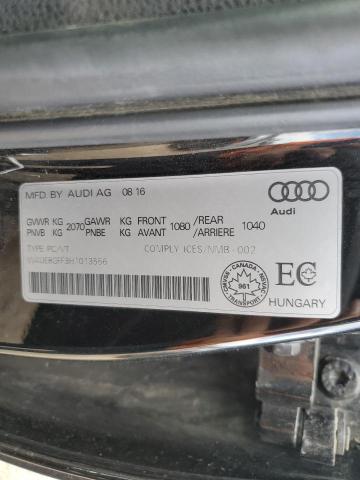 MFD BY AUDI AG 08 16
Audi
GVWR KG 2070 GAWR KG FRONT 1080 /REAR 1040
PNVB KG PNBE KG AVANT /ARRIERE
TYPE PC/VT COMPLY ICES/NMB-002
CANADA
961
TRANSPORT
EC
HUNGARY